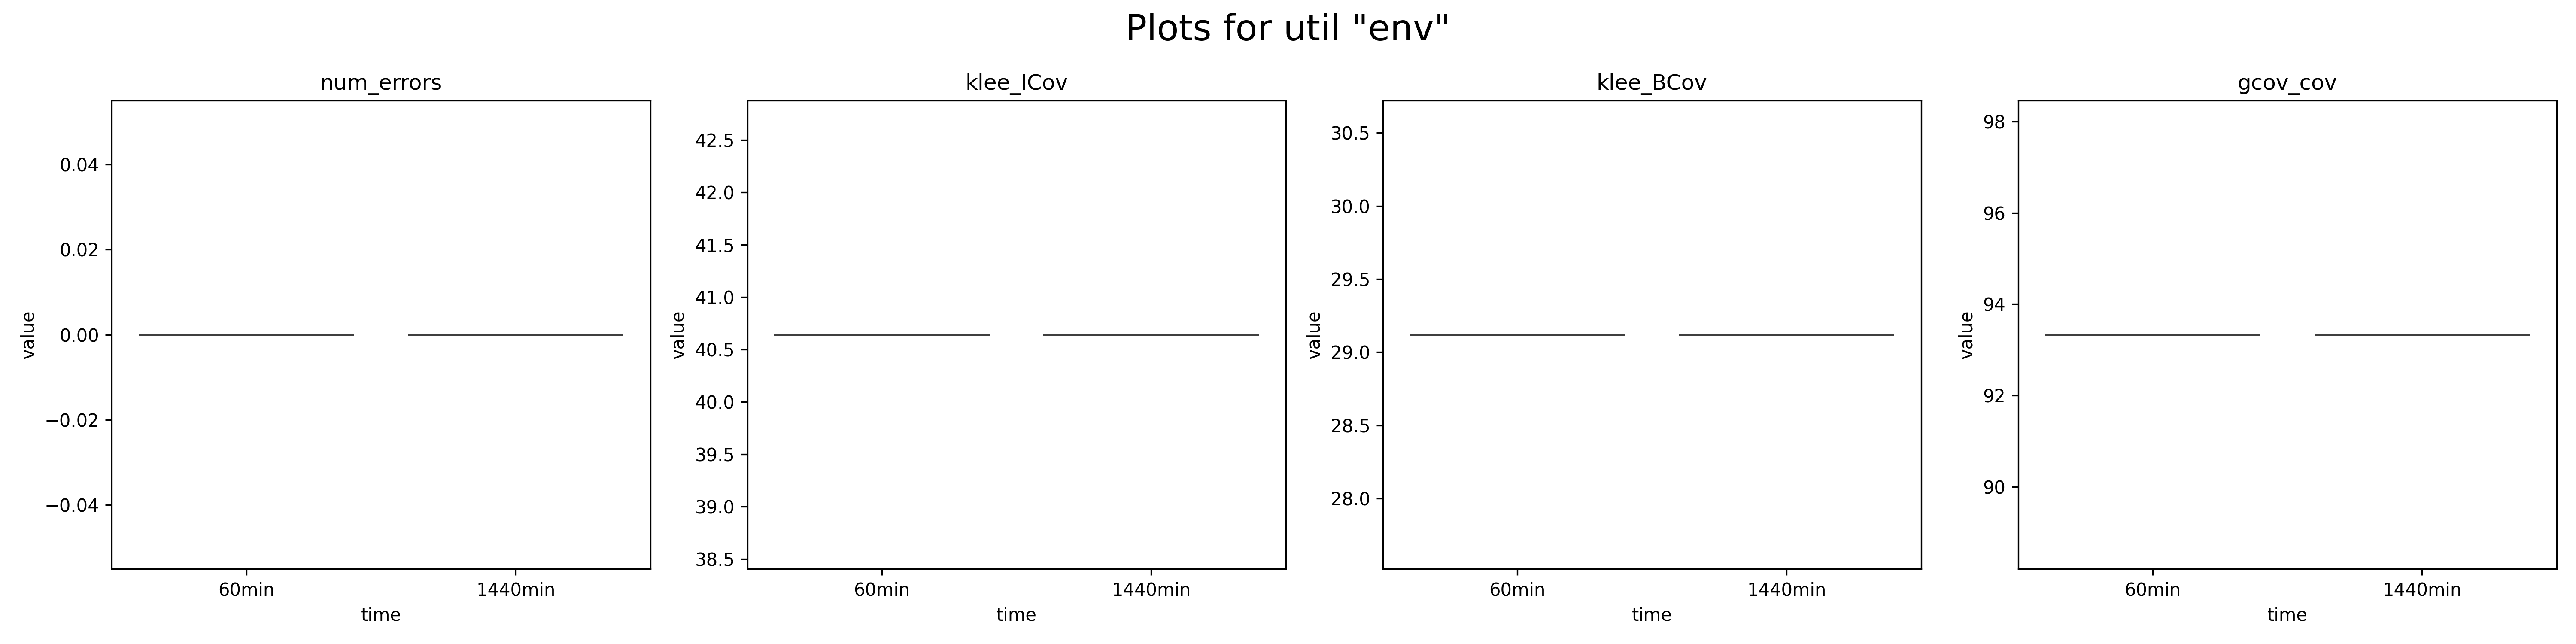 Plots for util "env"
num_errors
0.04
0.02
0.00
−0.02
−0.04
value
60min
1440min
time
klee_ICov
42.5
42.0
41.5
41.0
40.5
40.0
39.5
39.0
38.5
value
60min
1440min
time
klee_BCov
30.5
30.0
29.5
29.0
28.5
28.0
value
60min
1440min
time
gcov_cov
98
96
94
92
90
value
60min
1440min
time